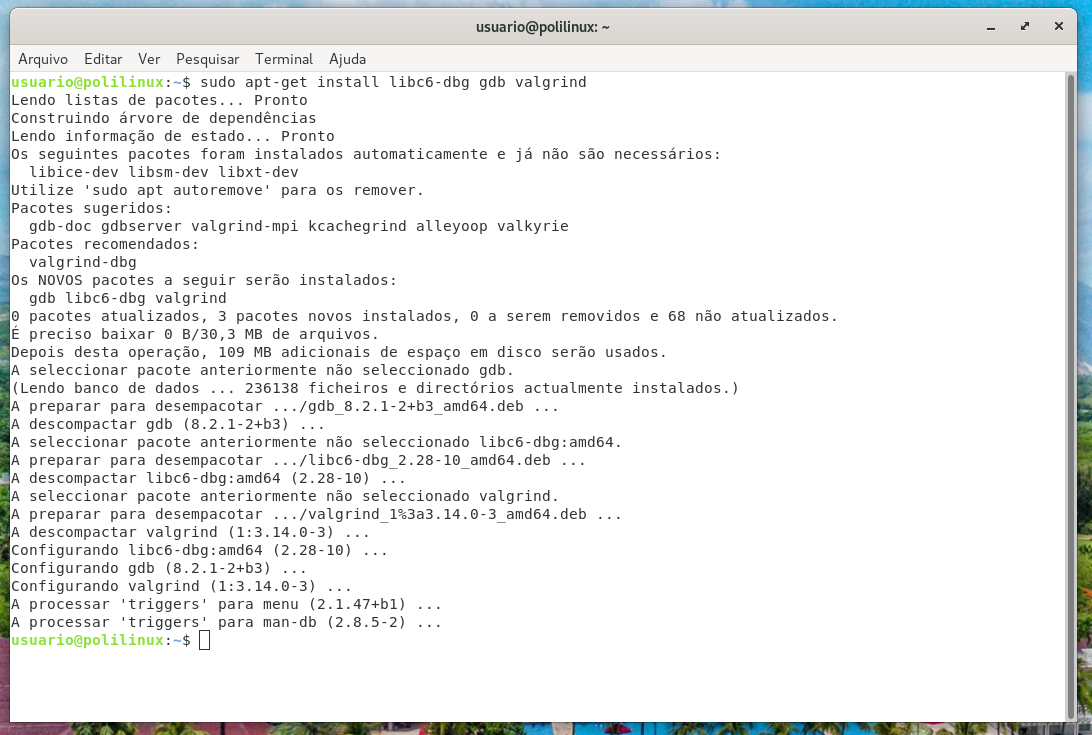 usuario@polilinux: ~
Arquivo Editar Ver Pesquisar Terminal Ajuda
usuario@polilinux:~$ sudo apt-get install libc6-dbg gdb valgrind
Lendo listas de pacotes... Pronto
Construindo árvore de dependências
Lendo informação de estado... Pronto
Os seguintes pacotes foram instalados automaticamente e já não são necessários:
  libice-dev libsm-dev libxt-dev
Utilize 'sudo apt autoremove' para os remover.
Pacotes sugeridos:
  gdb-doc gdbserver valgrind-mpi kcachegrind alleyoop valkyrie
Pacotes recomendados:
  valgrind-dbg
Os NOVOS pacotes a seguir serão instalados:
  gdb libc6-dbg valgrind
0 pacotes atualizados, 3 pacotes novos instalados, 0 a serem removidos e 68 não atualizados.
É preciso baixar 0 B/30,3 MB de arquivos.
Depois desta operação, 109 MB adicionais de espaço em disco serão usados.
A seleccionar pacote anteriormente não seleccionado gdb.
(Lendo banco de dados ... 236138 ficheiros e directórios actualmente instalados.)
A preparar para desempacotar .../gdb_8.2.1-2+b3_amd64.deb ...
A descompactar gdb (8.2.1-2+b3) ...
A seleccionar pacote anteriormente não seleccionado libc6-dbg:amd64.
A preparar para desempacotar .../libc6-dbg_2.28-10_amd64.deb ...
A descompactar libc6-dbg:amd64 (2.28-10) ...
A seleccionar pacote anteriormente não seleccionado valgrind.
A preparar para desempacotar .../valgrind_1%3a3.14.0-3_amd64.deb ...
A descompactar valgrind (1:3.14.0-3) ...
Configurando libc6-dbg:amd64 (2.28-10) ...
Configurando gdb (8.2.1-2+b3) ...
Configurando valgrind (1:3.14.0-3) ...
A processar 'triggers' para menu (2.1.47+b1) ...
A processar 'triggers' para man-db (2.8.5-2) ...
usuario@polilinux:~$